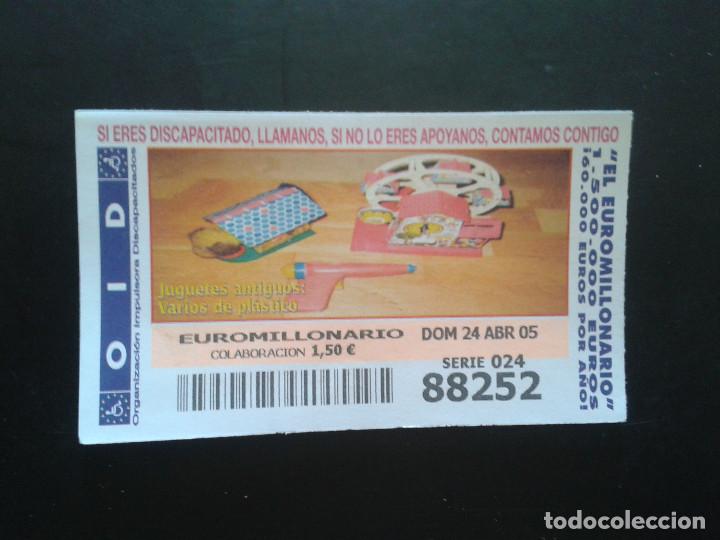 SI ERES DISCAPACITADO, LLAMANOS, SI NO LO ERES APOYANOS, CONTAMOS CONTIGO
OID
Organización Impulsora Discapacitados
Juguetes antiguos:
Varios de plástico
EUROMILLONARIO
COLABORACION 1,50 €
DOM 24 ABR 05
SERIE 024
88252
"EL EUROMILLONARIO"
1.500.000 EUROS
¡60.000 EUROS POR AÑO!
todocoleccion.net